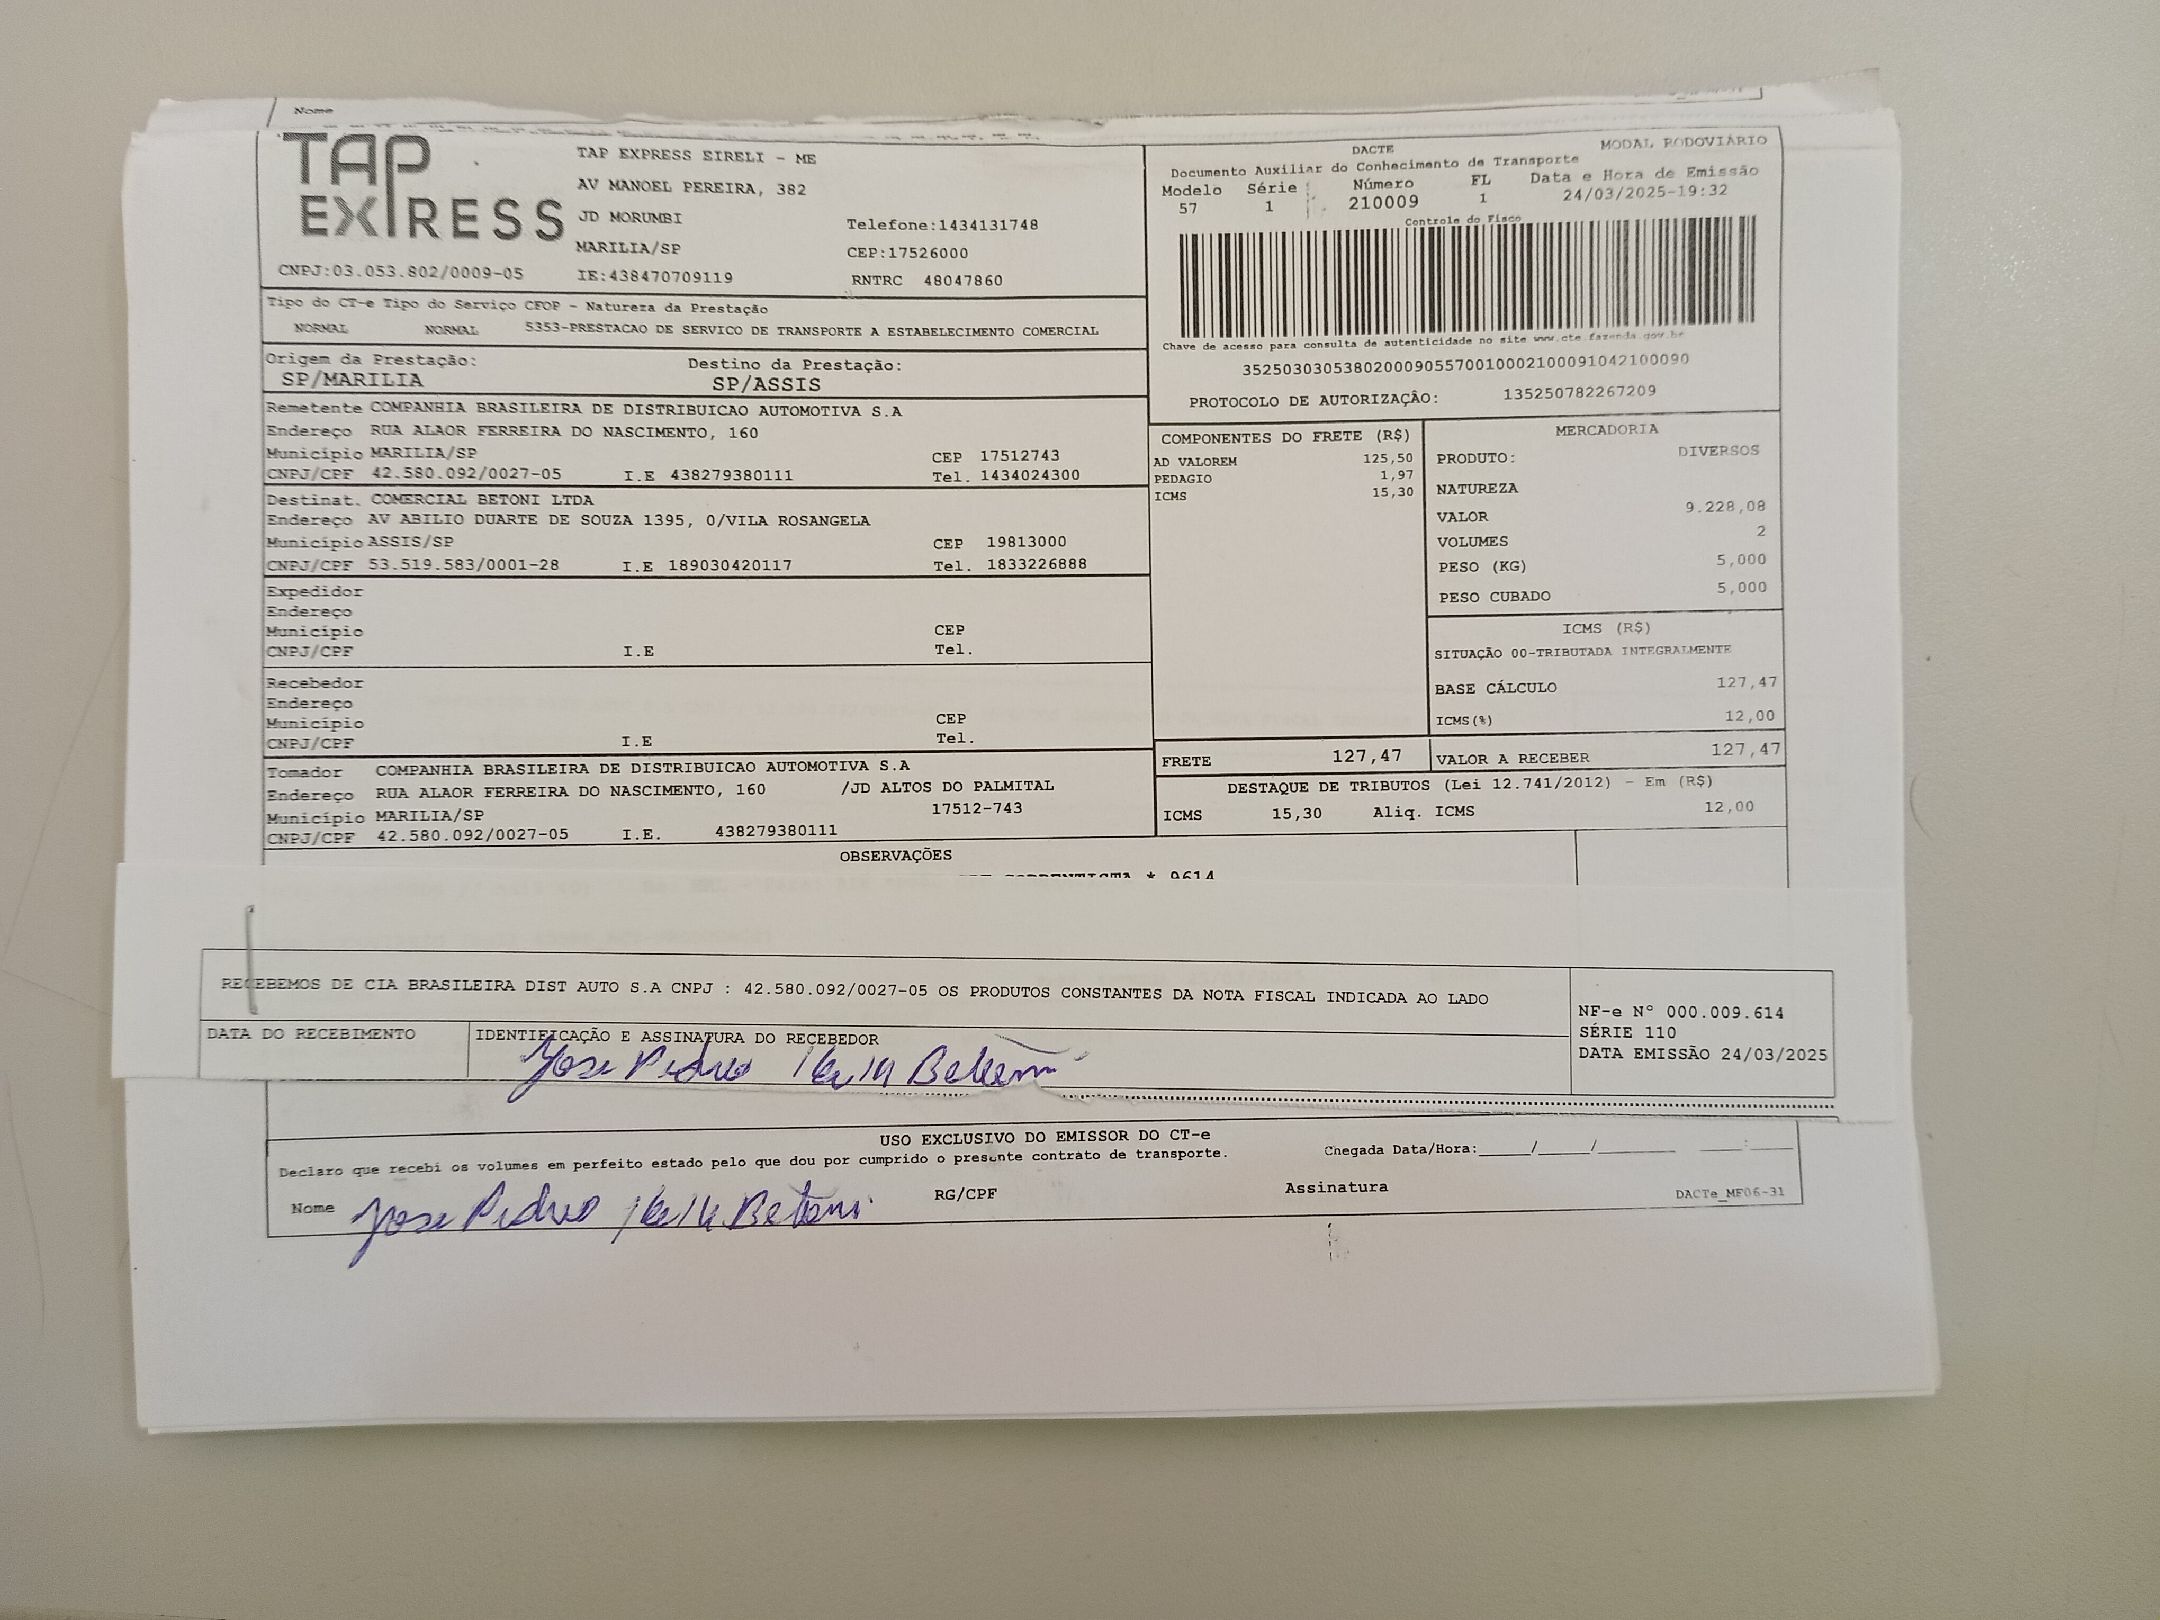 Nome
TAP EXPRESS
TAP EXPRESS EIRELI - ME
AV MANOEL PEREIRA, 382
JD MORUMBI
MARILIA/SP
Telefone:1434131748
CEP:17526000
CNPJ:03.053.802/0009-05 IE:438470709119 RNTRC 48047860
DACTE MODAL RODOVIÁRIO
Documento Auxiliar do Conhecimento de Transporte
Modelo Série Número FL Data e Hora de Emissão
57 1 210009 1 24/03/2025-19:32
Controle do Fisco
Chave de acesso para consulta de autenticidade no site www.cte.fazenda.gov.br
35250303053802000905570010002100091042100090
PROTOCOLO DE AUTORIZAÇÂO: 135250782267209
Tipo do CT-e Tipo do Serviço CFOP - Natureza da Prestação
NORMAL NORMAL 5353-PRESTACAO DE SERVICO DE TRANSPORTE A ESTABELECIMENTO COMERCIAL
Origem da Prestação: Destino da Prestação:
SP/MARILIA SP/ASSIS
Remetente COMPANHIA BRASILEIRA DE DISTRIBUICAO AUTOMOTIVA S.A
Endereço RUA ALAOR FERREIRA DO NASCIMENTO, 160
Município MARILIA/SP CEP 17512743
CNPJ/CPF 42.580.092/0027-05 I.E 438279380111 Tel. 1434024300
Destinat. COMERCIAL BETONI LTDA
Endereço AV ABILIO DUARTE DE SOUZA 1395, 0/VILA ROSANGELA
Município ASSIS/SP CEP 19813000
CNPJ/CPF 53.519.583/0001-28 I.E 189030420117 Tel. 1833226888
Expedidor
Endereço
Município CEP
CNPJ/CPF I.E Tel.
Recebedor
Endereço
Município CEP
CNPJ/CPF I.E Tel.
Tomador COMPANHIA BRASILEIRA DE DISTRIBUICAO AUTOMOTIVA S.A
Endereço RUA ALAOR FERREIRA DO NASCIMENTO, 160 /JD ALTOS DO PALMITAL
Município MARILIA/SP 17512-743
CNPJ/CPF 42.580.092/0027-05 I.E. 438279380111
COMPONENTES DO FRETE (R$)
AD VALOREM 125,50
PEDAGIO 1,97
ICMS 15,30
MERCADORIA
PRODUTO: DIVERSOS
NATUREZA
VALOR 9.228,08
VOLUMES 2
PESO (KG) 5,000
PESO CUBADO 5,000
ICMS (R$)
SITUAÇÃO 00-TRIBUTADA INTEGRALMENTE
BASE CÁLCULO 127,47
ICMS(%) 12,00
FRETE 127,47 VALOR A RECEBER 127,47
DESTAQUE DE TRIBUTOS (Lei 12.741/2012) - Em (R$)
ICMS 15,30 Aliq. ICMS 12,00
OBSERVAÇÕES
* 9614
RECEBEMOS DE CIA BRASILEIRA DIST AUTO S.A CNPJ : 42.580.092/0027-05 OS PRODUTOS CONSTANTES DA NOTA FISCAL INDICADA AO LADO
DATA DO RECEBIMENTO IDENTIFICAÇÃO E ASSINATURA DO RECEBEDOR
Jose Pedro
NF-e Nº 000.009.614
SÉRIE 110
DATA EMISSÃO 24/03/2025
USO EXCLUSIVO DO EMISSOR DO CT-e
Declaro que recebi os volumes em perfeito estado pelo que dou por cumprido o presente contrato de transporte.
Chegada Data/Hora:_____/_____/________ ____:____
Nome Jose Pedro Betoni RG/CPF Assinatura DACTe_MF06-31